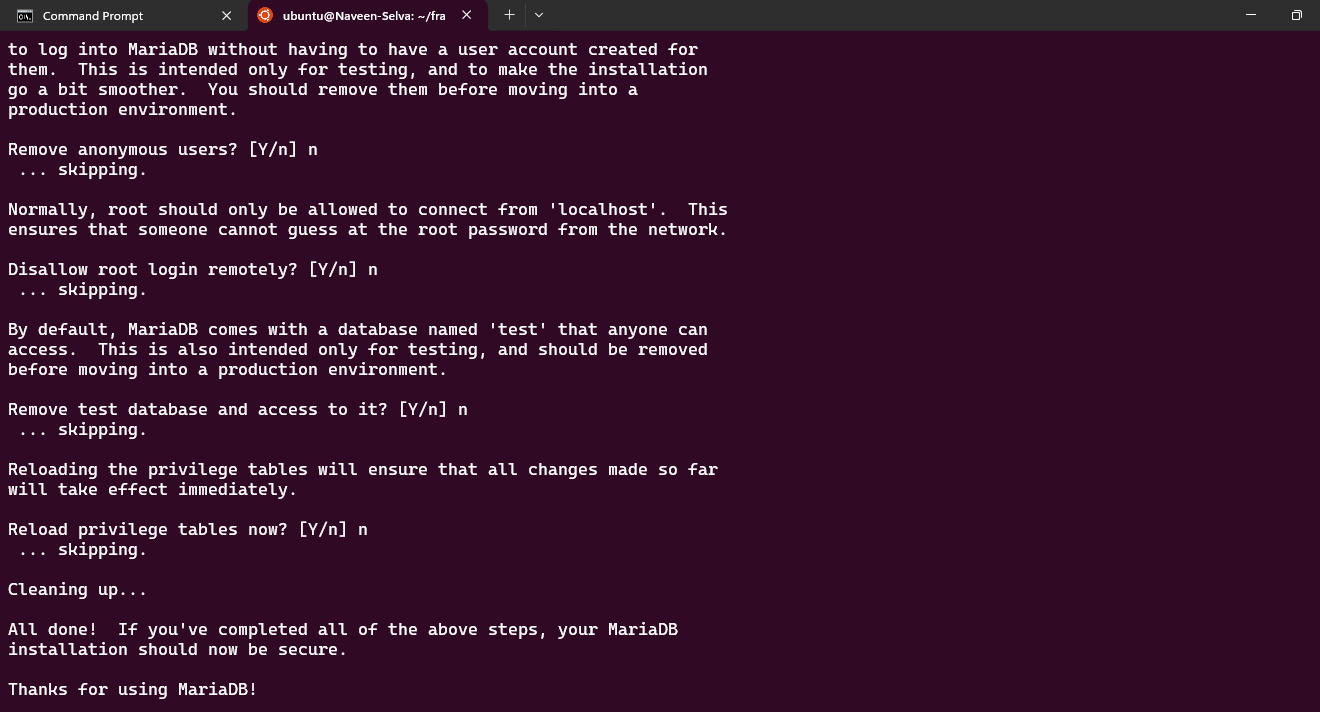 Command Prompt
ubuntu@Naveen-Selva: ~/fra
to log into MariaDB without having to have a user account created for
them.  This is intended only for testing, and to make the installation
go a bit smoother.  You should remove them before moving into a
production environment.

Remove anonymous users? [Y/n] n
 ... skipping.

Normally, root should only be allowed to connect from 'localhost'.  This
ensures that someone cannot guess at the root password from the network.

Disallow root login remotely? [Y/n] n
 ... skipping.

By default, MariaDB comes with a database named 'test' that anyone can
access.  This is also intended only for testing, and should be removed
before moving into a production environment.

Remove test database and access to it? [Y/n] n
 ... skipping.

Reloading the privilege tables will ensure that all changes made so far
will take effect immediately.

Reload privilege tables now? [Y/n] n
 ... skipping.

Cleaning up...

All done!  If you've completed all of the above steps, your MariaDB
installation should now be secure.

Thanks for using MariaDB!